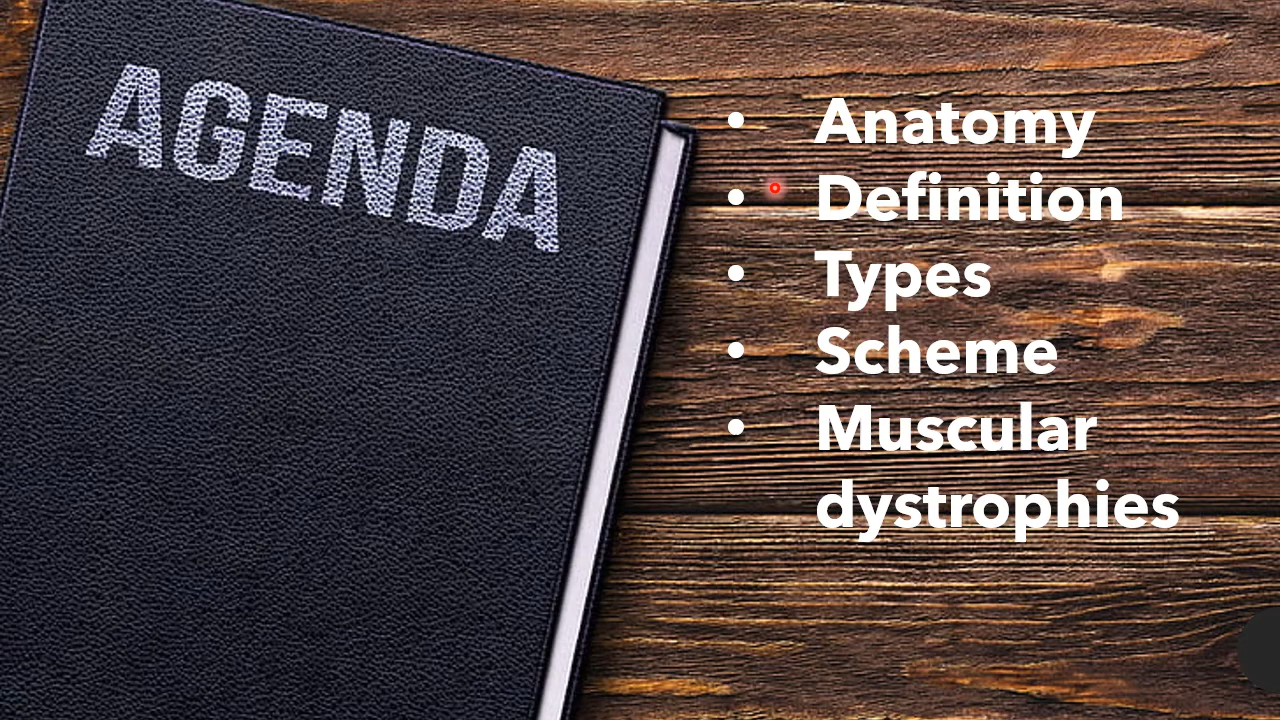 AGENDA
• Anatomy
• Definition
• Types
• Scheme
• Muscular
dystrophies